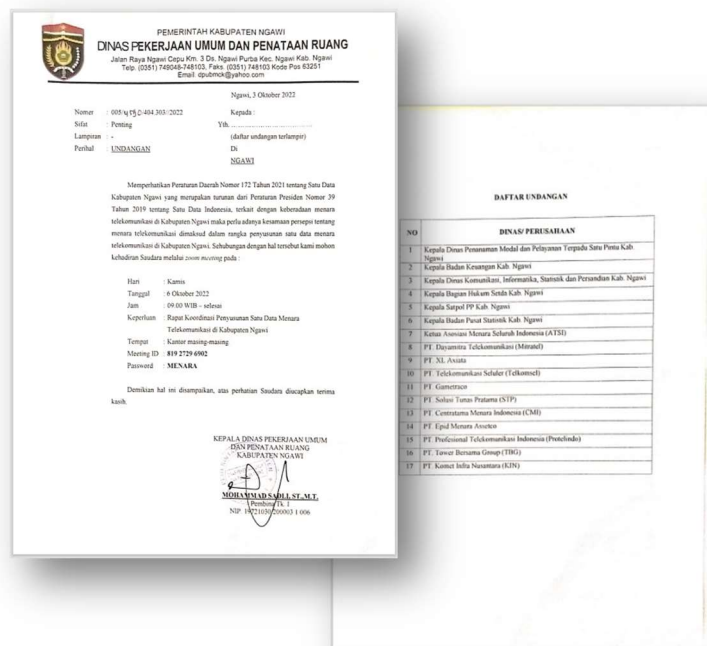 PEMERINTAH KABUPATEN NGAWI
DINAS PEKERJAAN UMUM DAN PENATAAN RUANG
Jalan Raya Ngawi Cepu Km. 3 Ds. Ngawi Purba Kec. Ngawi Kab. Ngawi
Telp. (0351) 749046-748103, Faks. (0351) 748103 Kode Pos 63251
Email: dpubmck@yahoo.com
Ngawi, 3 Oktober 2022
Nomer : 005/ /404.303/2022
Sifat : Penting
Lampiran : -
Perihal : UNDANGAN
Kepada :
Yth.
(daftar undangan terlampir)
Di
NGAWI
Memperhatikan Peraturan Daerah Nomor 172 Tahun 2021 tentang Satu Data
Kabupaten Ngawi yang merupakan turunan dari Peraturan Presiden Nomor 39
Tahun 2019 tentang Satu Data Indonesia, terkait dengan keberadaan menara
telekomunikasi di Kabupaten Ngawi maka perlu adanya kesamaan persepsi tentang
menara telekomunikasi dimaksud dalam rangka penyusunan satu data menara
telekomunikasi di Kabupaten Ngawi. Sehubungan dengan hal tersebut kami mohon
kehadiran Saudara melalui zoom meeting pada :
Hari : Kamis
Tanggal : 6 Oktober 2022
Jam : 09.00 WIB – selesai
Keperluan : Rapat Koordinasi Penyusunan Satu Data Menara
Telekomunikasi di Kabupaten Ngawi
Tempat : Kantor masing-masing
Meeting ID : 819 2729 6902
Password : MENARA
Demikian hal ini disampaikan, atas perhatian Saudara diucapkan terima
kasih.
KEPALA DINAS PEKERJAAN UMUM
DAN PENATAAN RUANG
KABUPATEN NGAWI
MOHAMMAD SADLI, ST.,M.T.
Pembina Tk. I
NIP. 19721030 200003 1 006
DAFTAR UNDANGAN
NO DINAS/ PERUSAHAAN
1 Kepala Dinas Penanaman Modal dan Pelayanan Terpadu Satu Pintu Kab.
Ngawi
2 Kepala Badan Keuangan Kab. Ngawi
3 Kepala Dinas Komunikasi, Informatika, Statistik dan Persandian Kab. Ngawi
4 Kepala Bagian Hukum Setda Kab. Ngawi
5 Kepala Satpol PP Kab. Ngawi
6 Kepala Badan Pusat Statistik Kab. Ngawi
7 Ketua Asosiasi Menara Seluruh Indonesia (ATSI)
8 PT. Dayamitra Telekomunikasi (Mitratel)
9 PT. XL Axiata
10 PT. Telekomunikasi Seluler (Telkomsel)
11 PT. Gametraco
12 PT. Solusi Tunas Pratama (STP)
13 PT. Centratama Menara Indonesia (CMI)
14 PT. Epid Menara Assetco
15 PT. Profesional Telekomunikasi Indonesia (Protelindo)
16 PT. Tower Bersama Group (TBG)
17 PT. Komet Infra Nusantara (KIN)